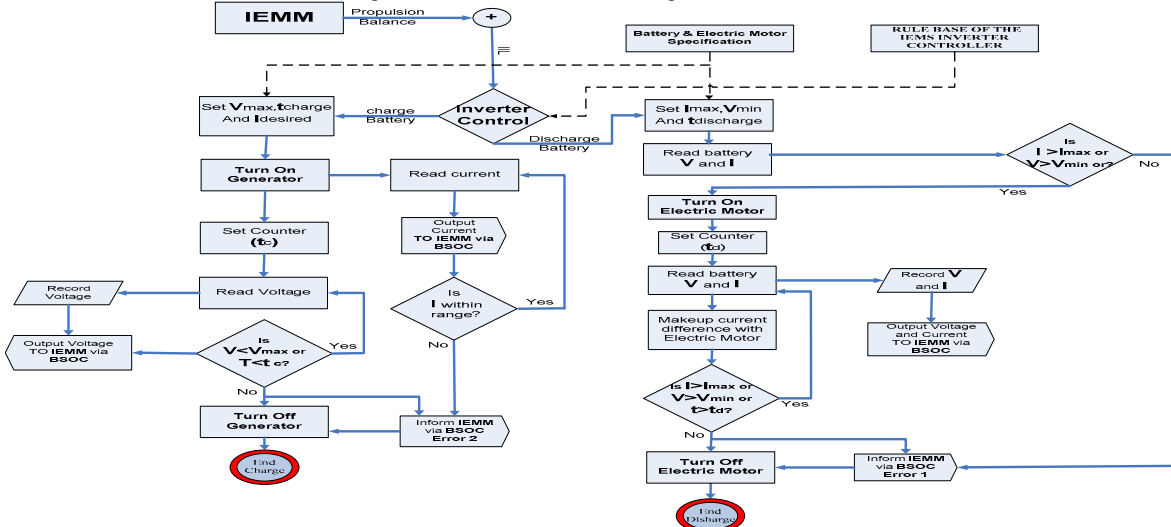 IEMM
Propulsion
Balance
+
Battery & Electric Motor
Specification
RULE BASE OF THE
IEMS INVERTER
CONTROLLER
Inverter
Control
charge
Battery
Discharge
Battery
Set Vmax,tcharge
And Idesired
Turn On
Generator
Set Counter
(tc)
Read Voltage
Record
Voltage
Output Voltage
TO IEMM via
BSOC
Is
V<Vmax or
T<t c?
Yes
No
Turn Off
Generator
End
Charge
Read current
Output
Current
TO IEMM via
BSOC
Is
I within
range?
Yes
No
Inform IEMM
via BSOC
Error 2
Set Imax,Vmin
And tdischarge
Read battery
V and I
Is
I >Imax or
V>Vmin or?
No
Yes
Turn On
Electric Motor
Set Counter
(td)
Read battery
V and I
Record V
and I
Output Voltage
and Current
TO IEMM via
BSOC
Makeup current
difference with
Electric Motor
Is I>Imax or
V>Vmin or
t>td?
Yes
No
Turn Off
Electric Motor
Inform IEMM
via BSOC
Error 1
End
Disharge